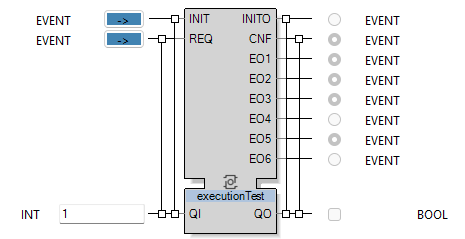 EVENT -> INIT INITO EVENT
EVENT -> REQ CNF EVENT
EO1 EVENT
EO2 EVENT
EO3 EVENT
EO4 EVENT
EO5 EVENT
EO6 EVENT
executionTest
INT 1 QI QO BOOL